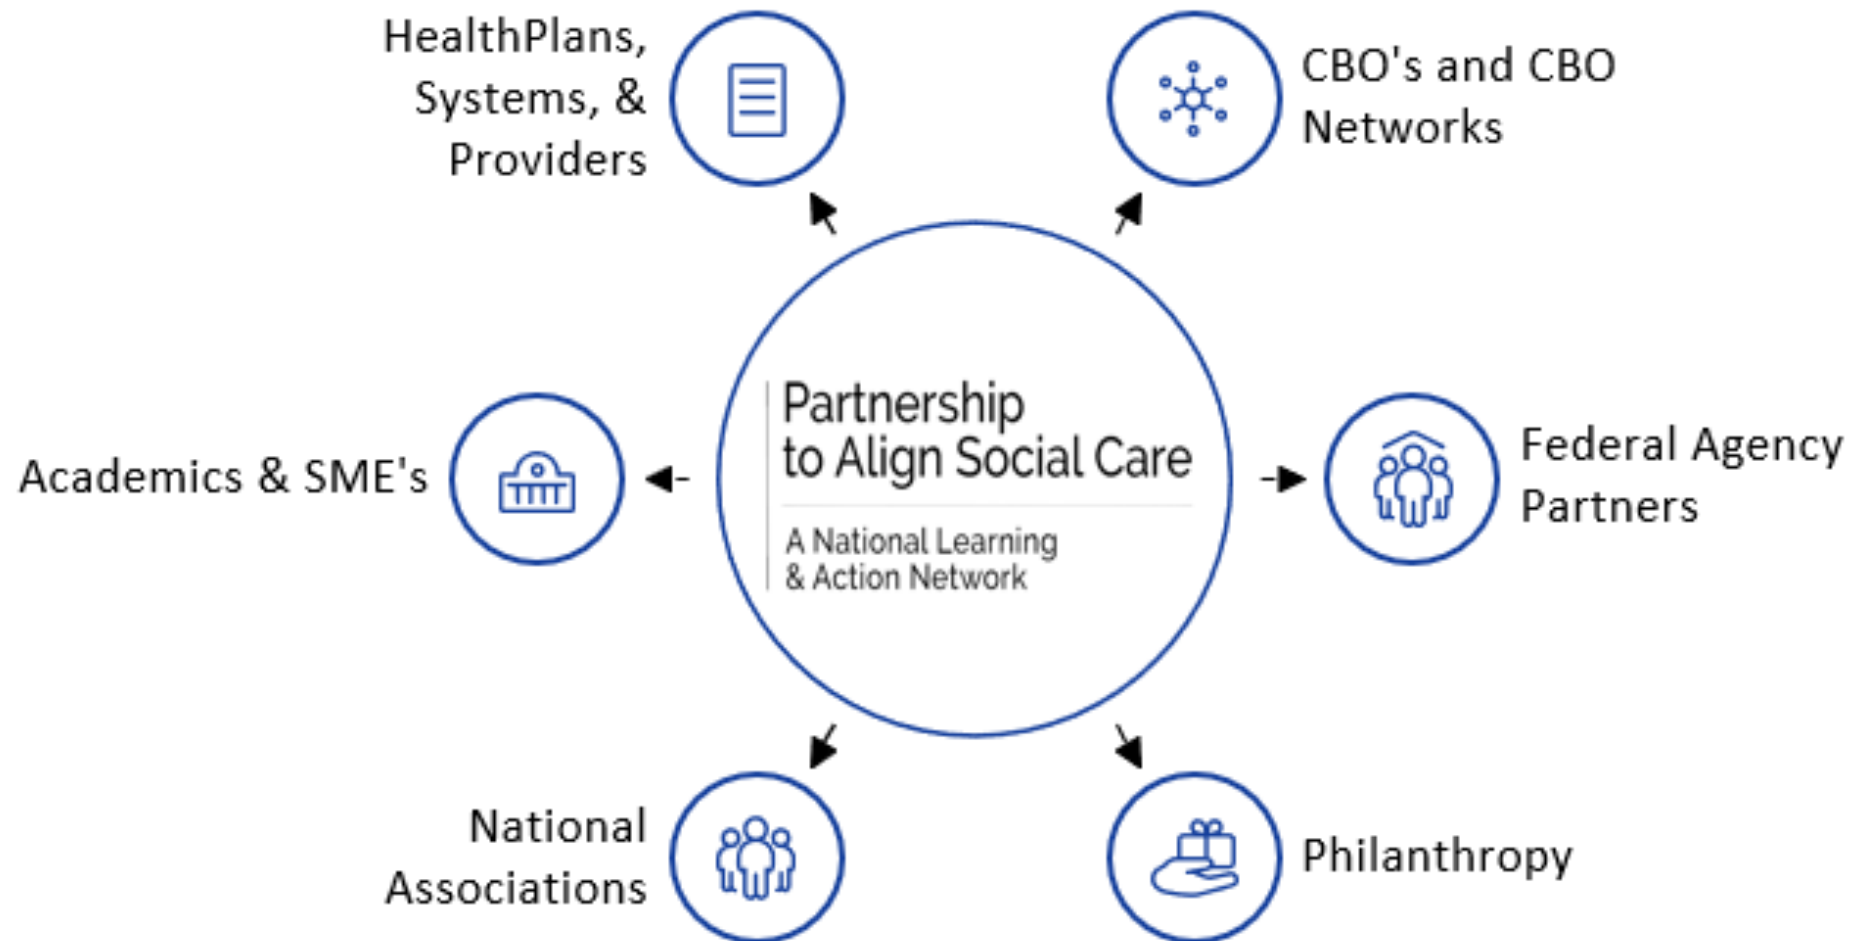 HealthPlans,
Systems, &
Providers
CBO's and CBO
Networks
Academics & SME's
Partnership
to Align Social Care
A National Learning
& Action Network
Federal Agency
Partners
National
Associations
Philanthropy